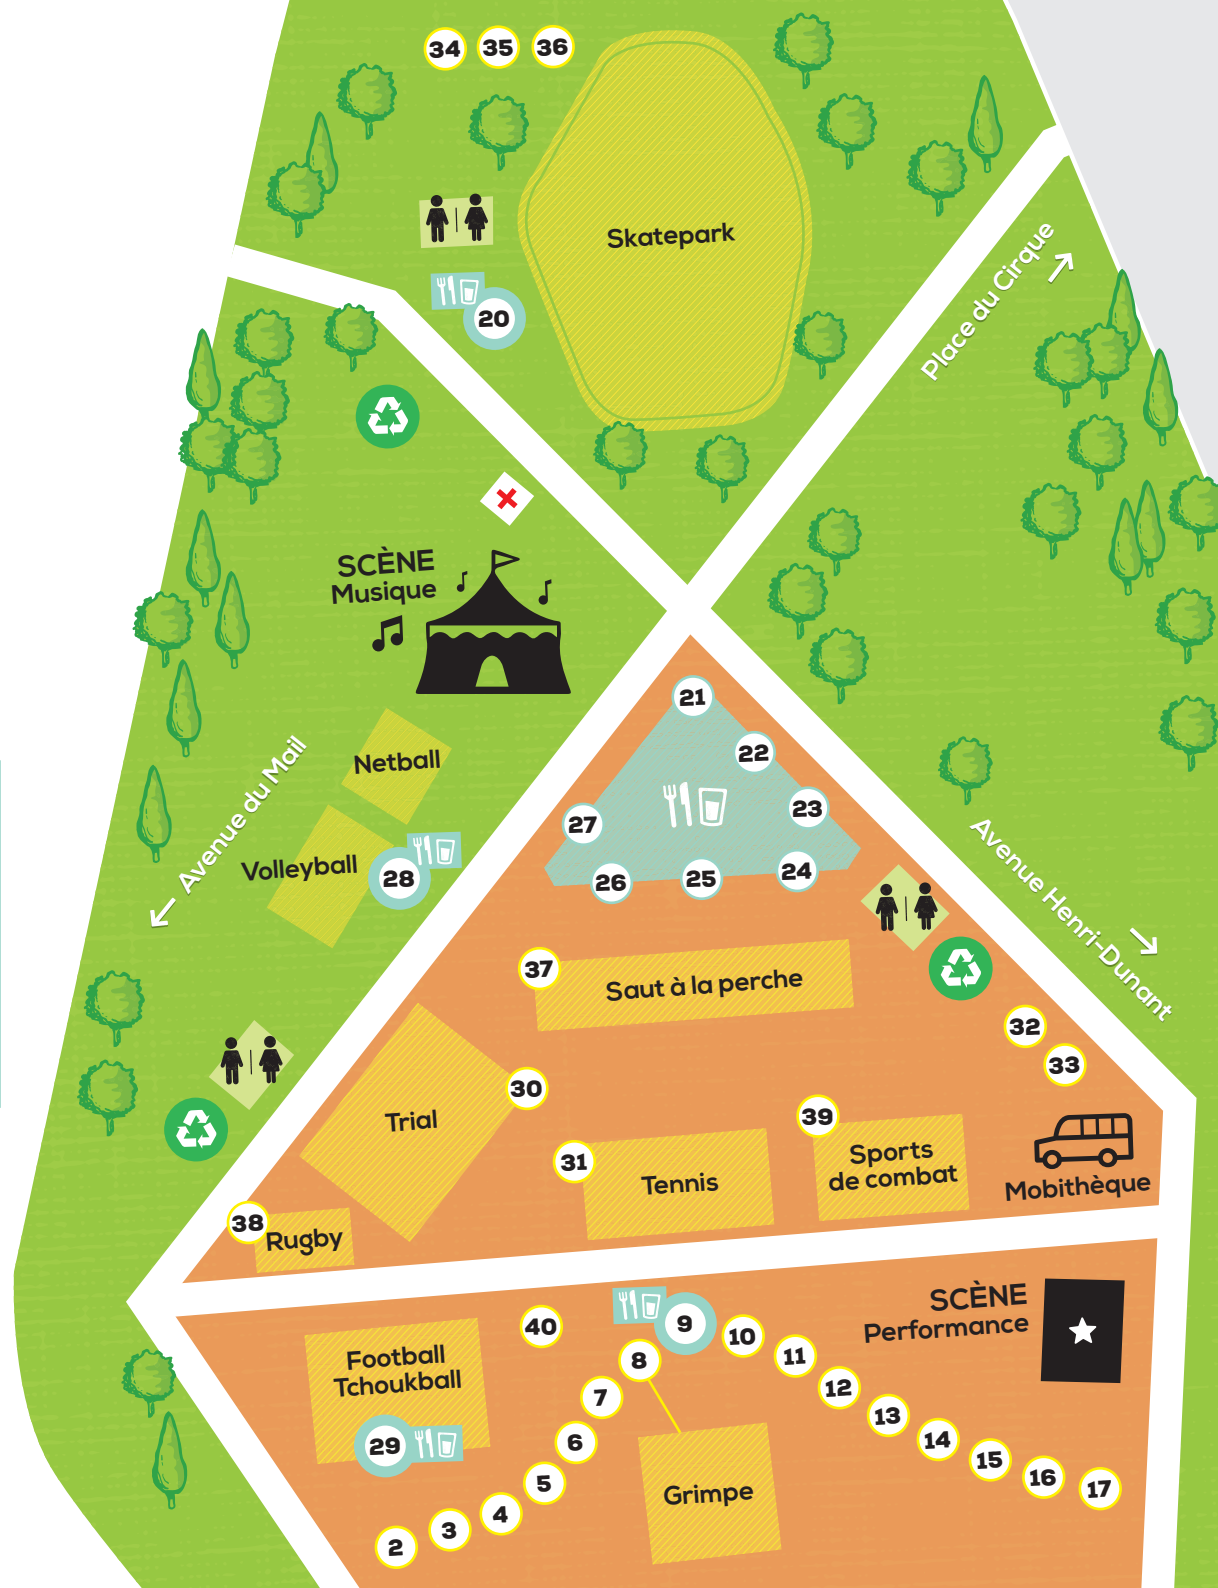 34 35 36
Skatepark
20
Place du Cirque
SCÈNE
Musique
21
22
Netball
23
27
Avenue du Mail
Volleyball
28
26 25 24
Avenue Henri-Dunant
37
Saut à la perche
32
33
30
Trial
39
31
Tennis
Sports
de combat
Mobithèque
38
Rugby
SCÈNE
Performance
40
9
10
8
11
Football
Tchoukball
12
7
13
29
6
14
15
5
16
17
Grimpe
4
3
2